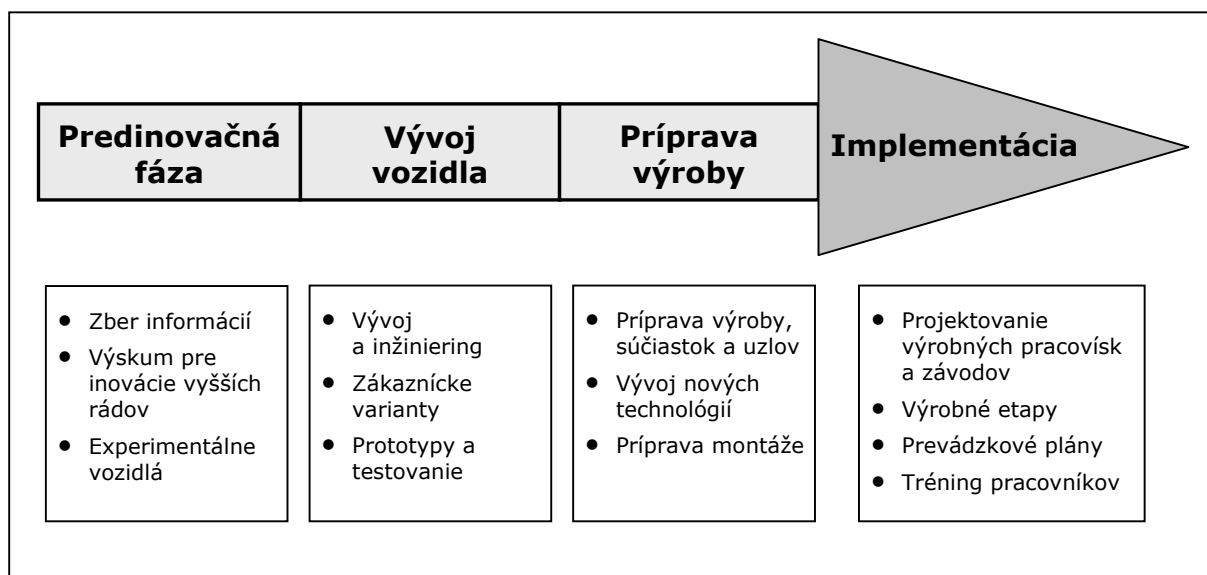 Predinovačná
fáza
Vývoj
vozidla
Príprava
výroby
Implementácia
• Zber informácií
• Výskum pre
inovácie vyšších
rádov
• Experimentálne
vozidlá
• Vývoj
a inžiniering
• Zákaznícke
varianty
• Prototypy a
testovanie
• Príprava výroby,
súčiastok a uzlov
• Vývoj nových
technológií
• Príprava montáže
• Projektovanie
výrobných pracovísk
a závodov
• Výrobné etapy
• Prevádzkové plány
• Tréning pracovníkov